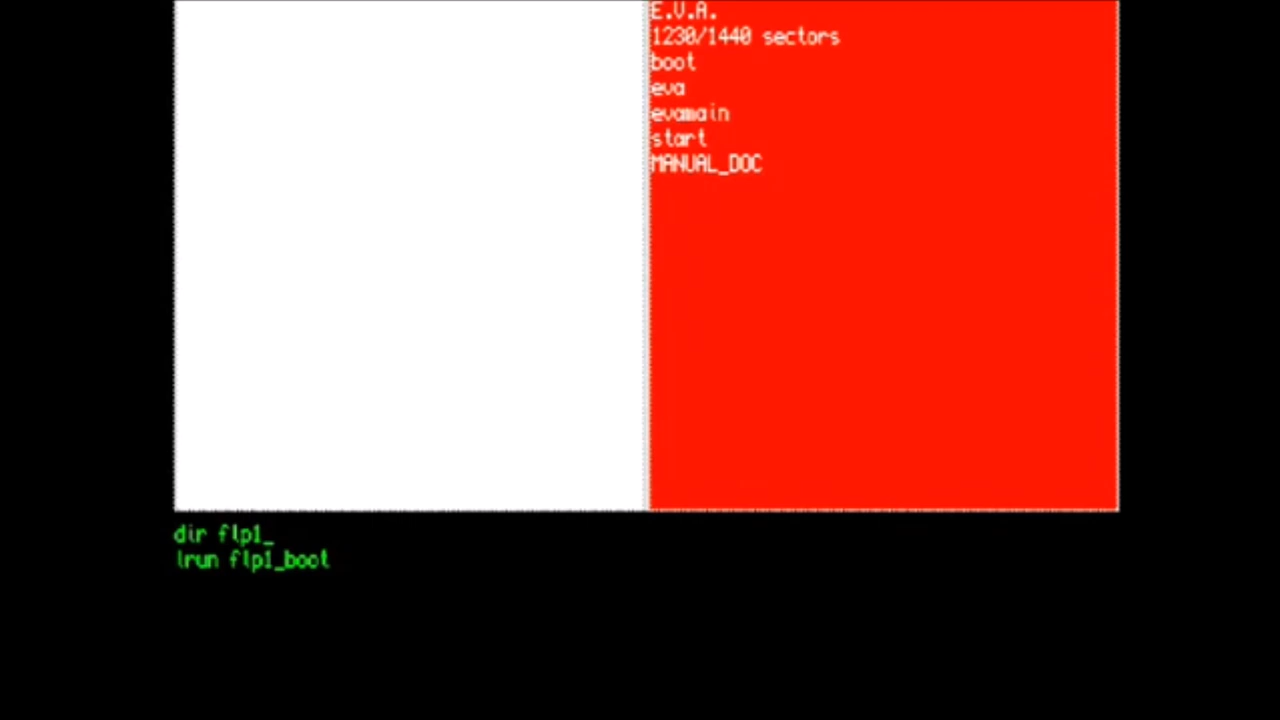 E.V.A.
1230/1440 sectors
boot
eva
evamain
start
MANUAL_DOC
dir flp1_
lrun flp1_boot